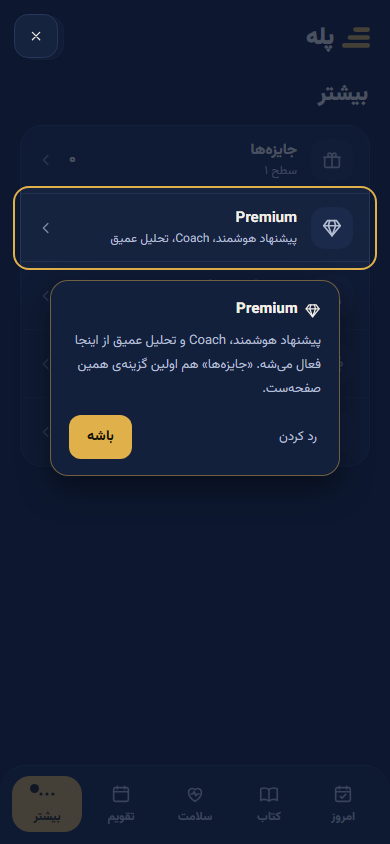 پله
بیشتر
جایزه‌ها
سطح ۱
Premium
پیشنهاد هوشمند، Coach، تحلیل عمیق
Premium
پیشنهاد هوشمند، Coach و تحلیل عمیق از اینجا
فعال می‌شه. «جایزه‌ها» هم اولین گزینه‌ی همین
صفحه‌ست.
رد کردن
باشه
امروز
کتاب
سلامت
تقویم
بیشتر